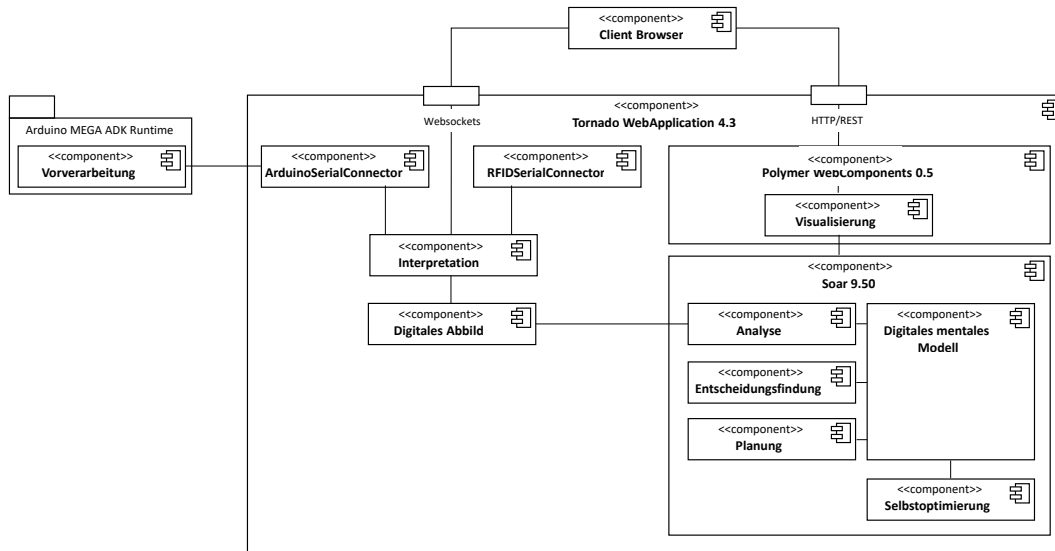 <<component>>
Client Browser
<<component>>
Tornado WebApplication 4.3
Websockets
HTTP/REST
Arduino MEGA ADK Runtime
<<component>>
Vorverarbeitung
<<component>>
ArduinoSerialConnector
<<component>>
RFIDSerialConnector
<<component>>
Polymer WebComponents 0.5
<<component>>
Visualisierung
<<component>>
Interpretation
<<component>>
Soar 9.50
<<component>>
Digitales Abbild
<<component>>
Analyse
<<component>>
Digitales mentales
Modell
<<component>>
Entscheidungsfindung
<<component>>
Planung
<<component>>
Selbstoptimierung